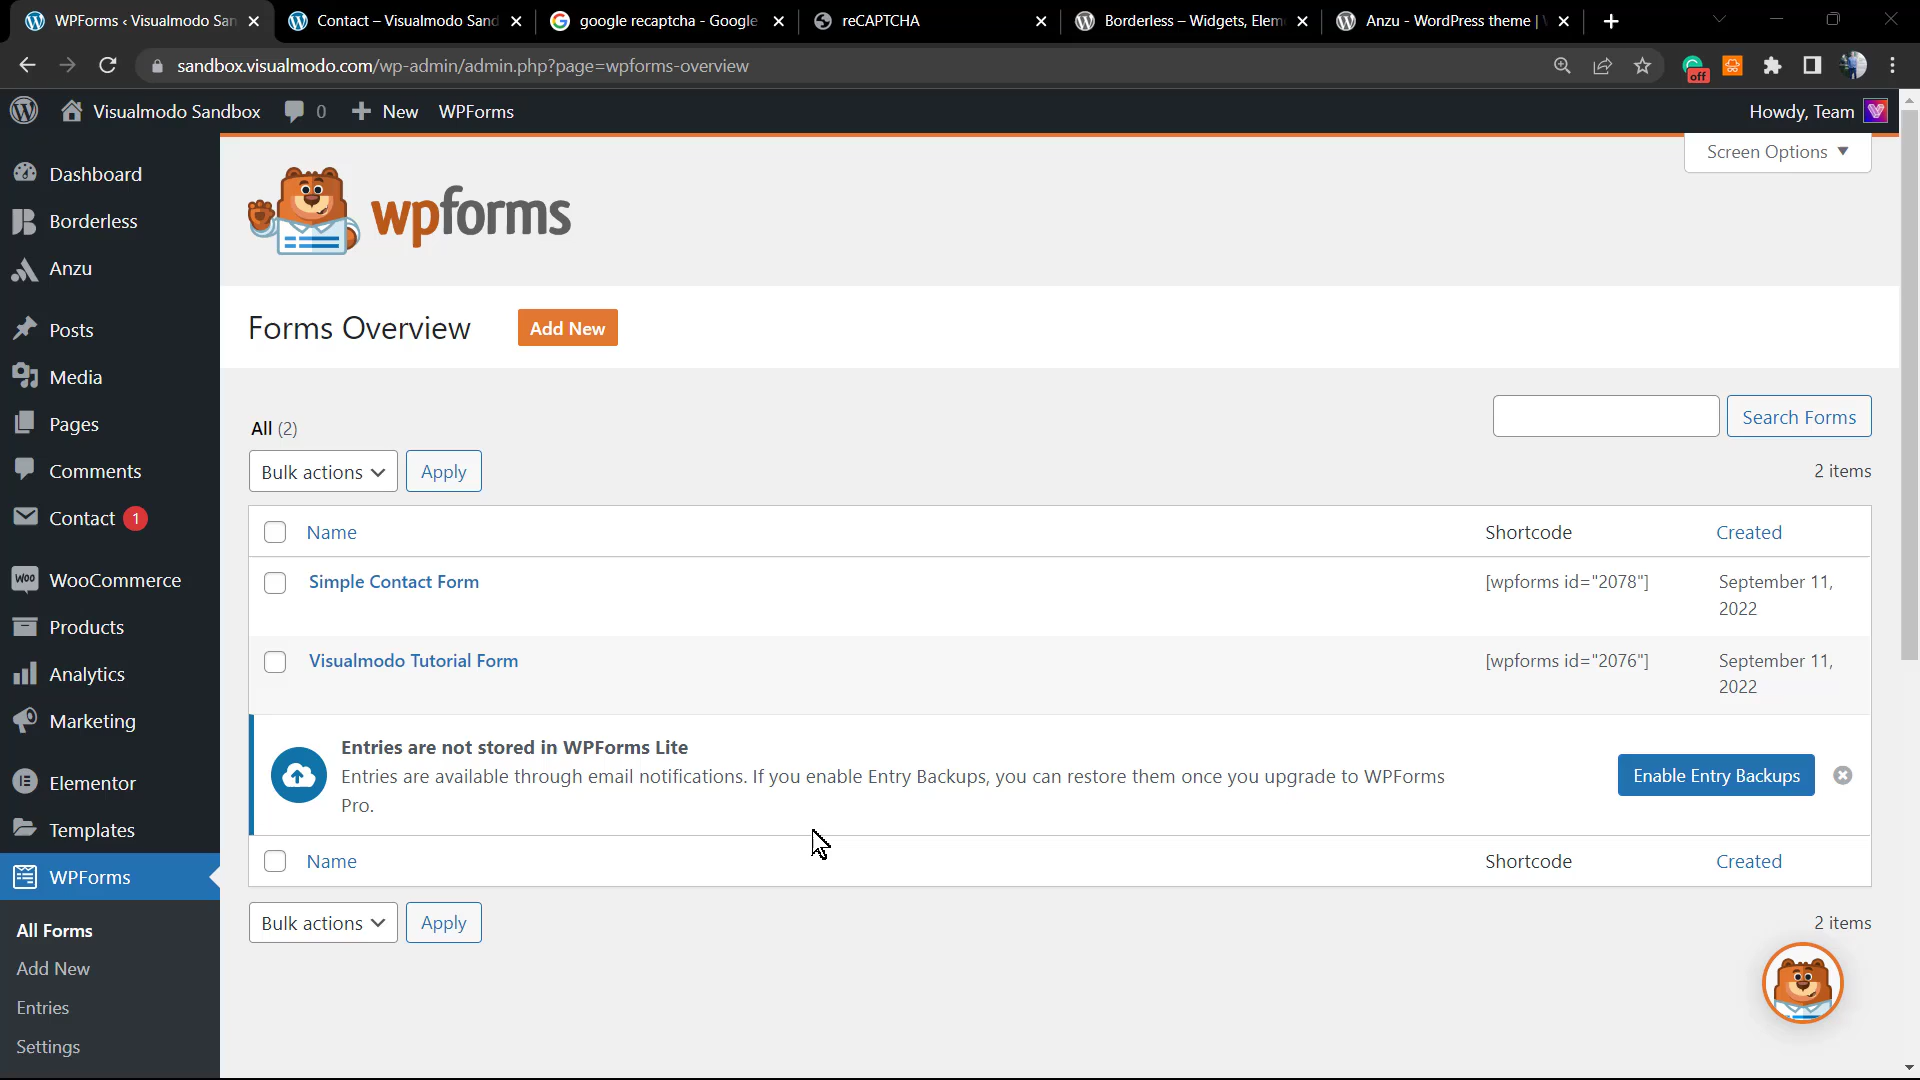 WPForms ‹ Visualmodo San
Contact – Visualmodo Sand
google recaptcha - Google
reCAPTCHA
Borderless – Widgets, Elem
Anzu - WordPress theme |
sandbox.visualmodo.com/wp-admin/admin.php?page=wpforms-overview
off
Visualmodo Sandbox
0
New
WPForms
Howdy, Team
Screen Options
Dashboard
Borderless
Anzu
Posts
Media
Pages
Comments
Contact 1
WooCommerce
Products
Analytics
Marketing
Elementor
Templates
WPForms
All Forms
Add New
Entries
Settings
wpforms
Forms Overview
Add New
All (2)
Search Forms
Bulk actions
Apply
2 items
Name
Shortcode
Created
Simple Contact Form
[wpforms id="2078"]
September 11,
2022
Visualmodo Tutorial Form
[wpforms id="2076"]
September 11,
2022
Entries are not stored in WPForms Lite
Entries are available through email notifications. If you enable Entry Backups, you can restore them once you upgrade to WPForms
Pro.
Enable Entry Backups
Name
Shortcode
Created
Bulk actions
Apply
2 items